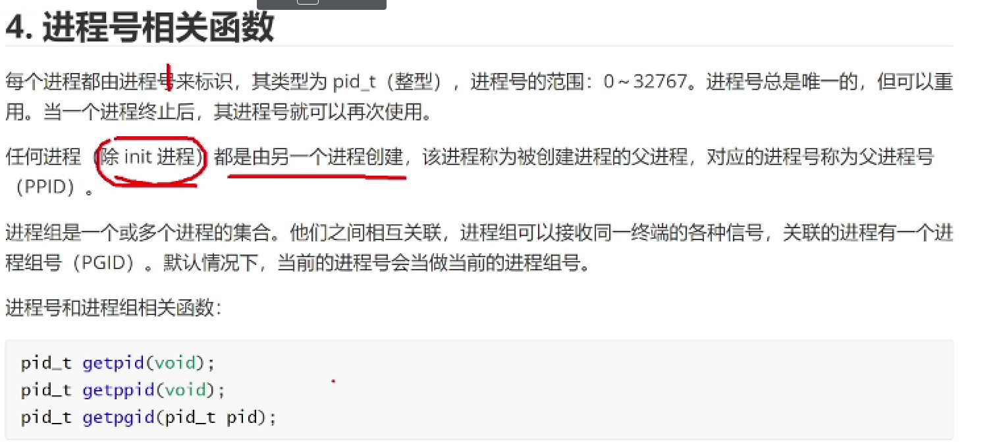 4. 进程号相关函数
每个进程都由进程号来标识，其类型为 pid_t（整型），进程号的范围：0～32767。进程号总是唯一的，但可以重
用。当一个进程终止后，其进程号就可以再次使用。
任何进程（除 init 进程）都是由另一个进程创建，该进程称为被创建进程的父进程，对应的进程号称为父进程号
（PPID）。
进程组是一个或多个进程的集合。他们之间相互关联，进程组可以接收同一终端的各种信号，关联的进程有一个进
程组号（PGID）。默认情况下，当前的进程号会当做当前的进程组号。
进程号和进程组相关函数：
pid_t getpid(void);
pid_t getppid(void);
pid_t getpgid(pid_t pid);